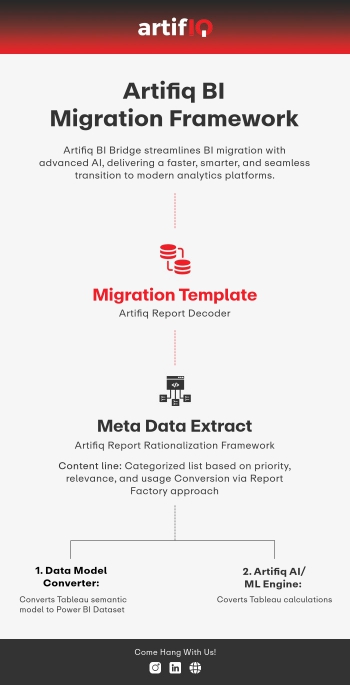 artifIQ
Artifiq BI
Migration Framework
Artifiq BI Bridge streamlines BI migration with
advanced AI, delivering a faster, smarter, and seamless
transition to modern analytics platforms.
Migration Template
Artifiq Report Decoder
Meta Data Extract
Artifiq Report Rationalization Framework
Content line: Categorized list based on priority,
relevance, and usage Conversion via Report
Factory approach
1. Data Model
Converter:
Converts Tableau semantic
model to Power BI Dataset
2. Artifiq AI/
ML Engine:
Coverts Tableau calculations
Come Hang With Us!